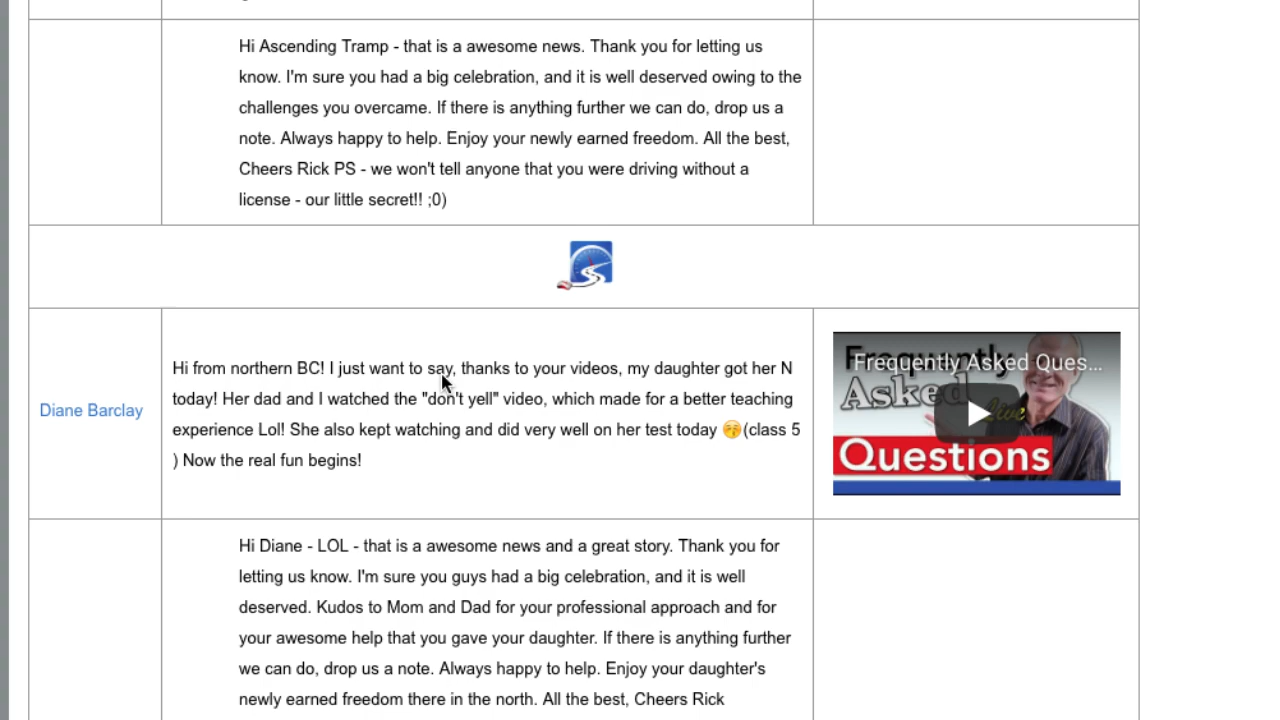 Hi Ascending Tramp - that is a awesome news. Thank you for letting us
know. I'm sure you had a big celebration, and it is well deserved owing to the
challenges you overcame. If there is anything further we can do, drop us a
note. Always happy to help. Enjoy your newly earned freedom. All the best,
Cheers Rick PS - we won't tell anyone that you were driving without a
license - our little secret!! ;0)
Diane Barclay
Hi from northern BC! I just want to say, thanks to your videos, my daughter got her N
today! Her dad and I watched the "don't yell" video, which made for a better teaching
experience Lol! She also kept watching and did very well on her test today 😚(class 5
) Now the real fun begins!
Frequently Asked Ques...
Frequently
Asked
Live
Questions
Hi Diane - LOL - that is a awesome news and a great story. Thank you for
letting us know. I'm sure you guys had a big celebration, and it is well
deserved. Kudos to Mom and Dad for your professional approach and for
your awesome help that you gave your daughter. If there is anything further
we can do, drop us a note. Always happy to help. Enjoy your daughter's
newly earned freedom there in the north. All the best, Cheers Rick